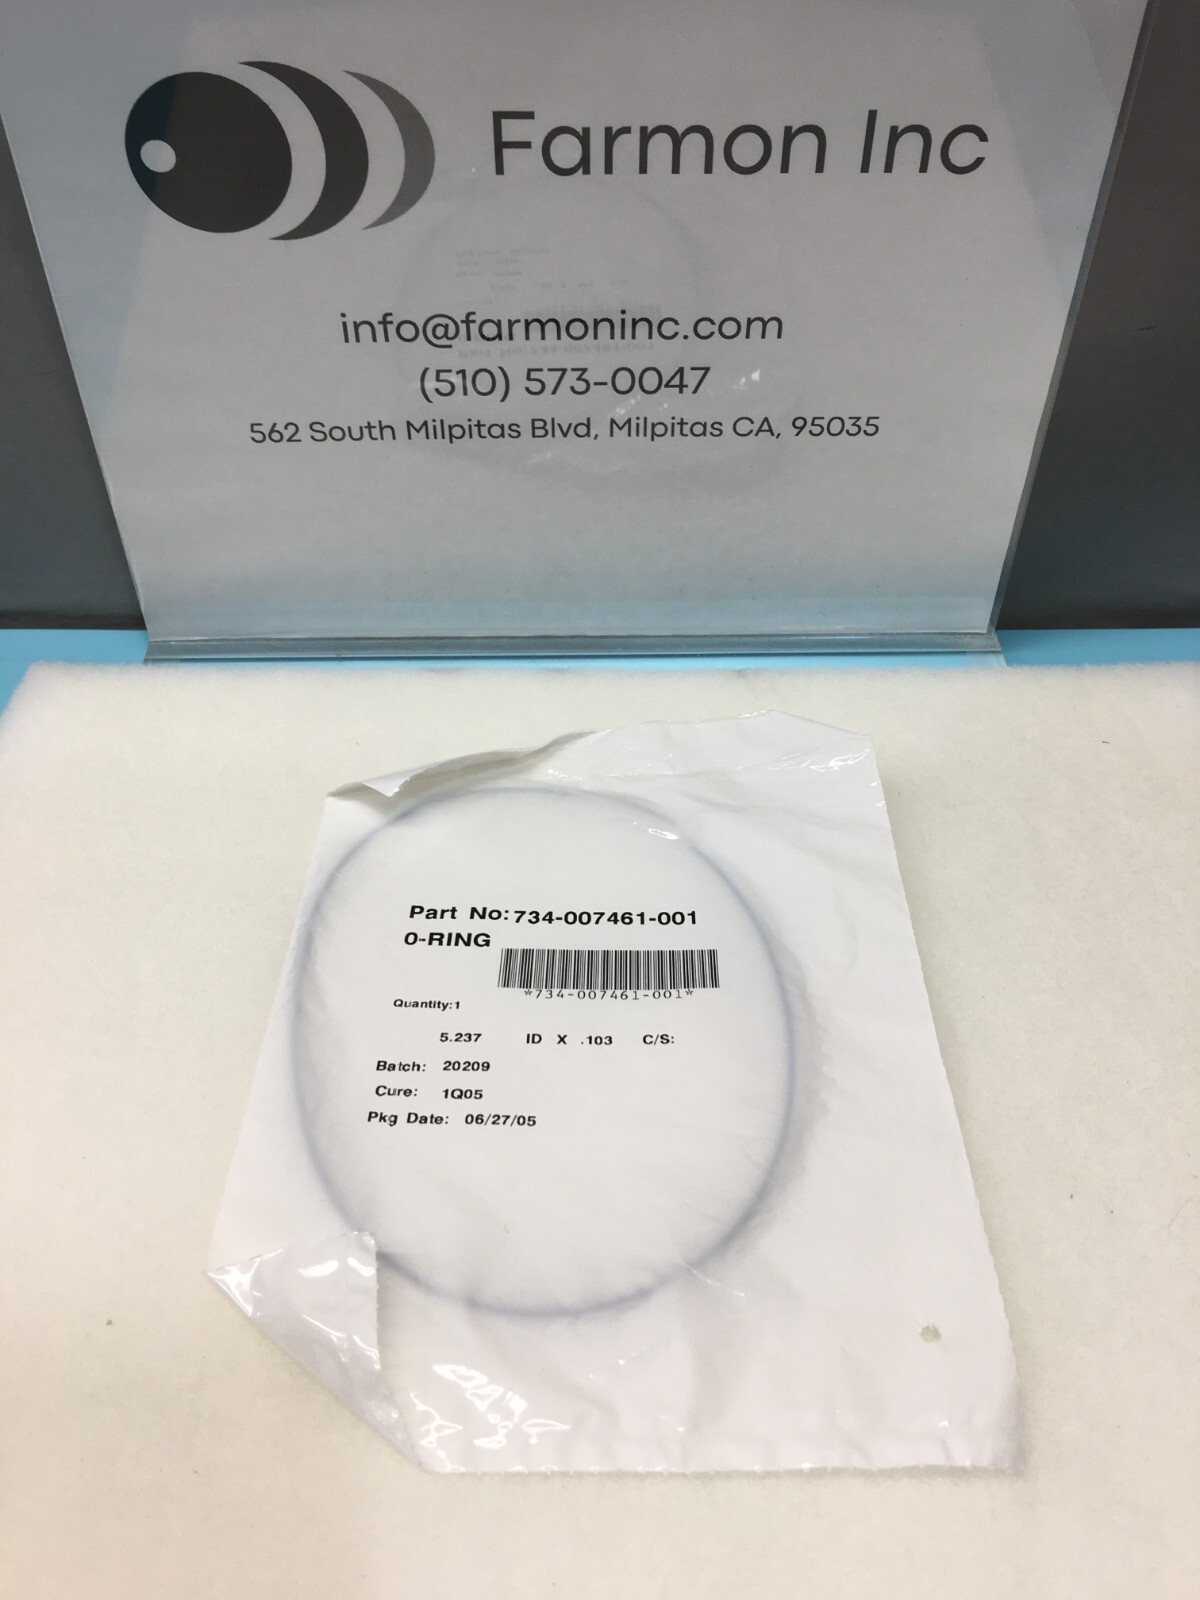 Farmon Inc
info@farmoninc.com
(510) 573-0047
562 South Milpitas Blvd, Milpitas CA, 95035
Part No: 734-007461-001
O-RING
*734-007461-001*
Quantity: 1
5.237 ID X .103 C/S:
Batch: 20209
Cure: 1Q05
Pkg Date: 06/27/05